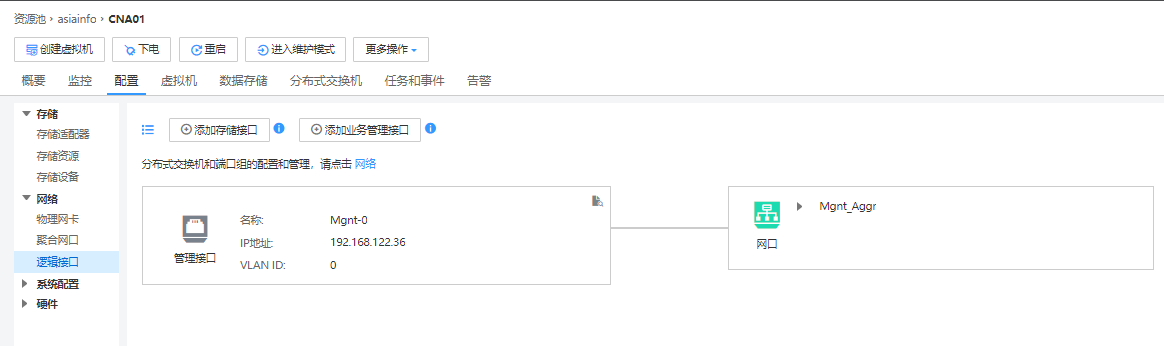 资源池 › asiainfo › CNA01
创建虚拟机 下电 重启 进入维护模式 更多操作
概要 监控 配置 虚拟机 数据存储 分布式交换机 任务和事件 告警
存储
存储适配器
存储资源
存储设备
网络
物理网卡
聚合网口
逻辑接口
系统配置
硬件
添加存储接口 添加业务管理接口
分布式交换机和端口组的配置和管理，请点击 网络
管理接口
名称: Mgnt-0
IP地址: 192.168.122.36
VLAN ID: 0
网口
Mgnt_Aggr